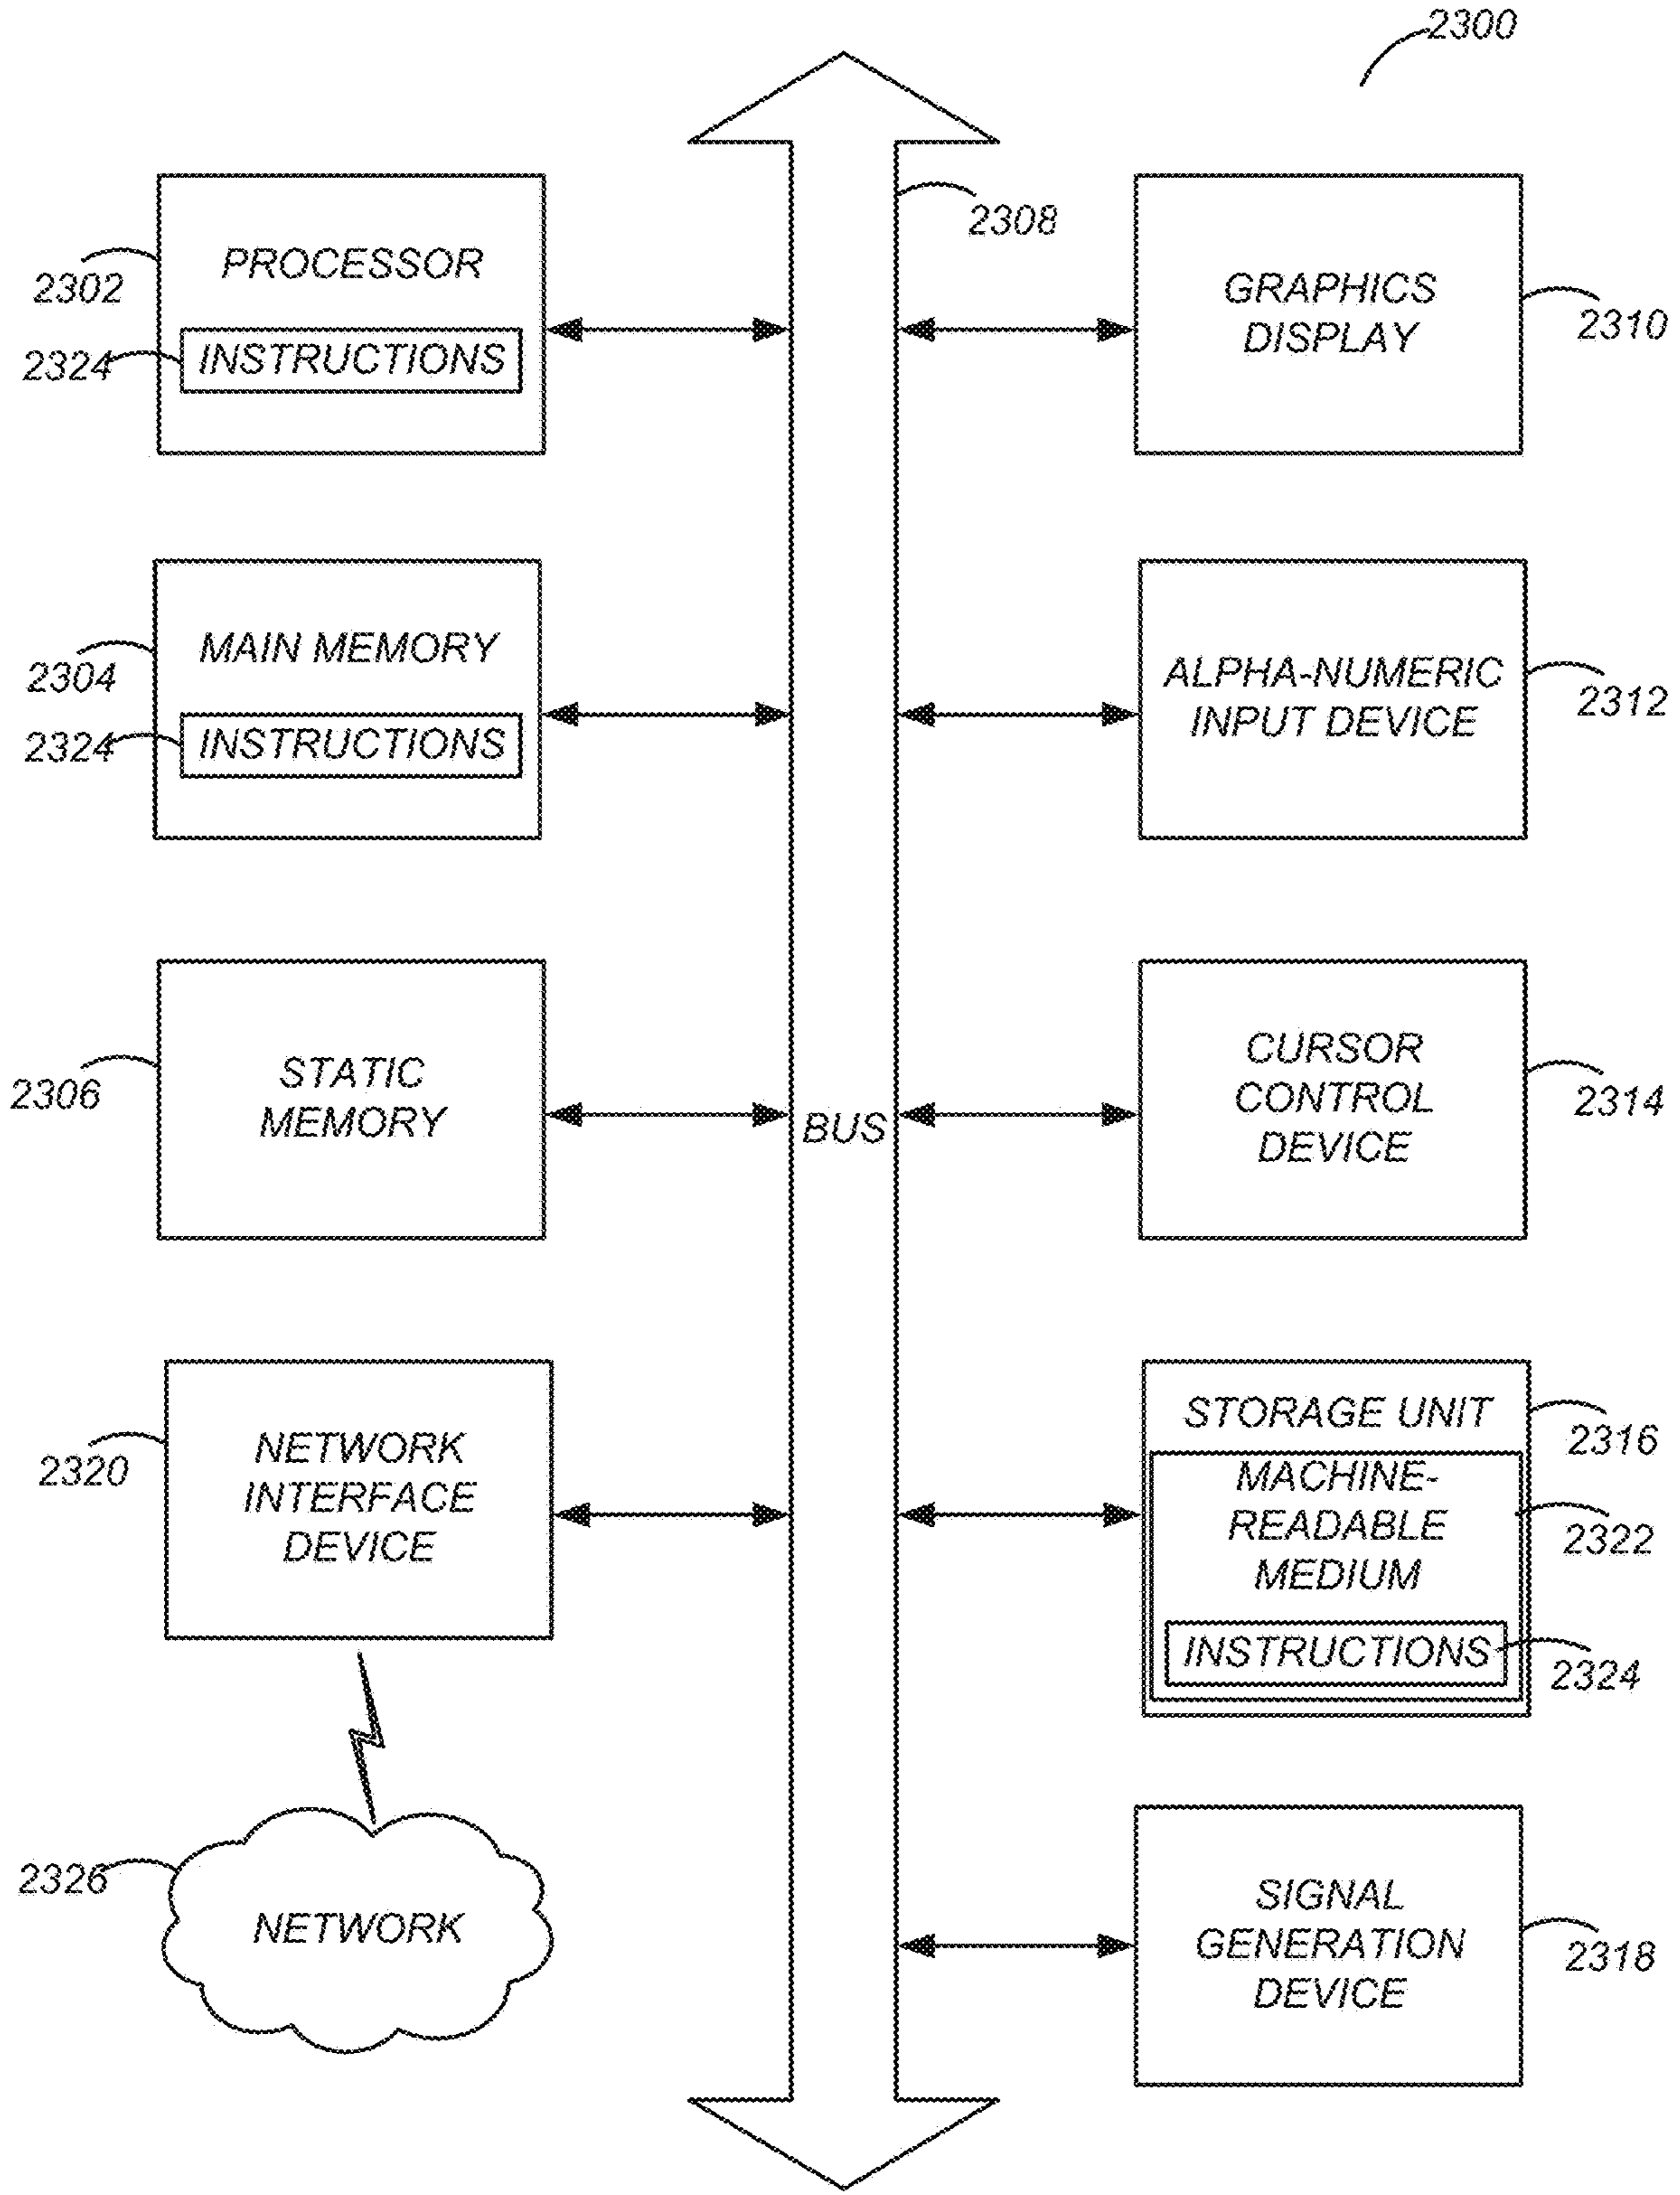 2300
2308
PROCESSOR
2302
INSTRUCTIONS
2324
GRAPHICS
DISPLAY
2310
MAIN MEMORY
2304
INSTRUCTIONS
2324
ALPHA-NUMERIC
INPUT DEVICE
2312
STATIC
MEMORY
2306
BUS
CURSOR
CONTROL
DEVICE
2314
NETWORK
INTERFACE
DEVICE
2320
STORAGE UNIT
2316
MACHINE-
READABLE
MEDIUM
2322
INSTRUCTIONS
2324
2326
NETWORK
SIGNAL
GENERATION
DEVICE
2318